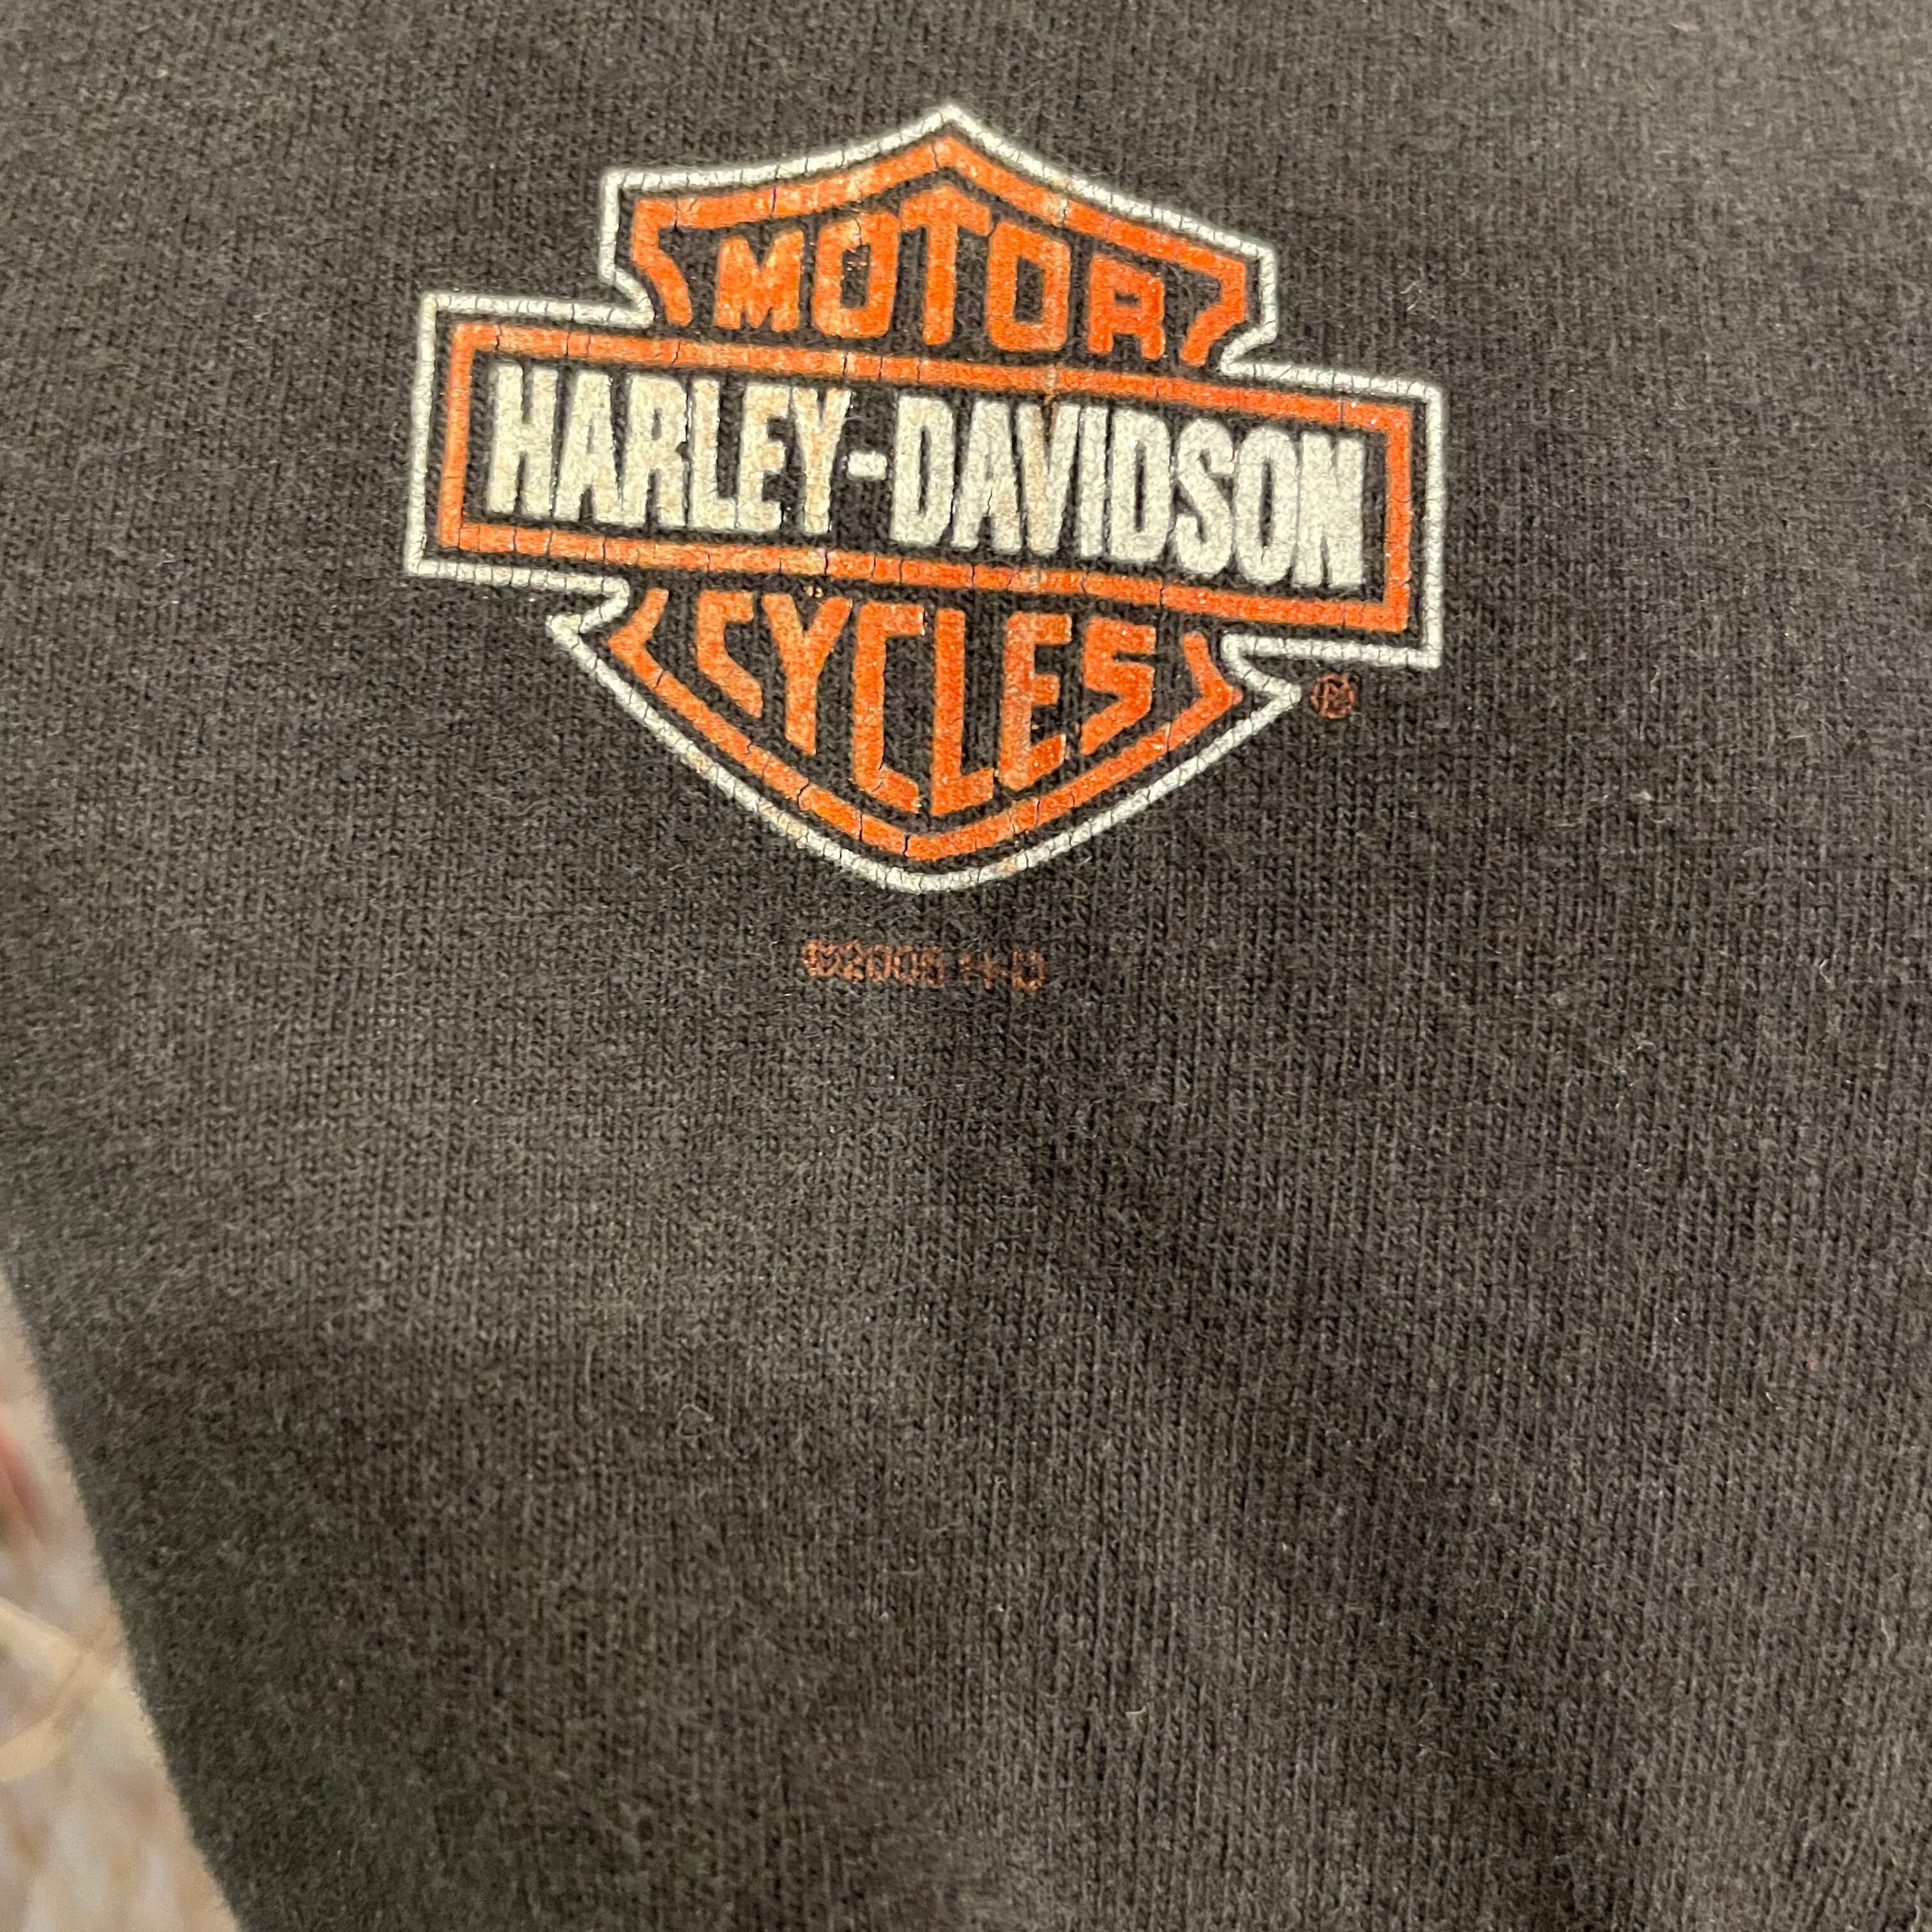 MOTOR
HARLEY-DAVIDSON
CYCLES
®
©2005 H-D